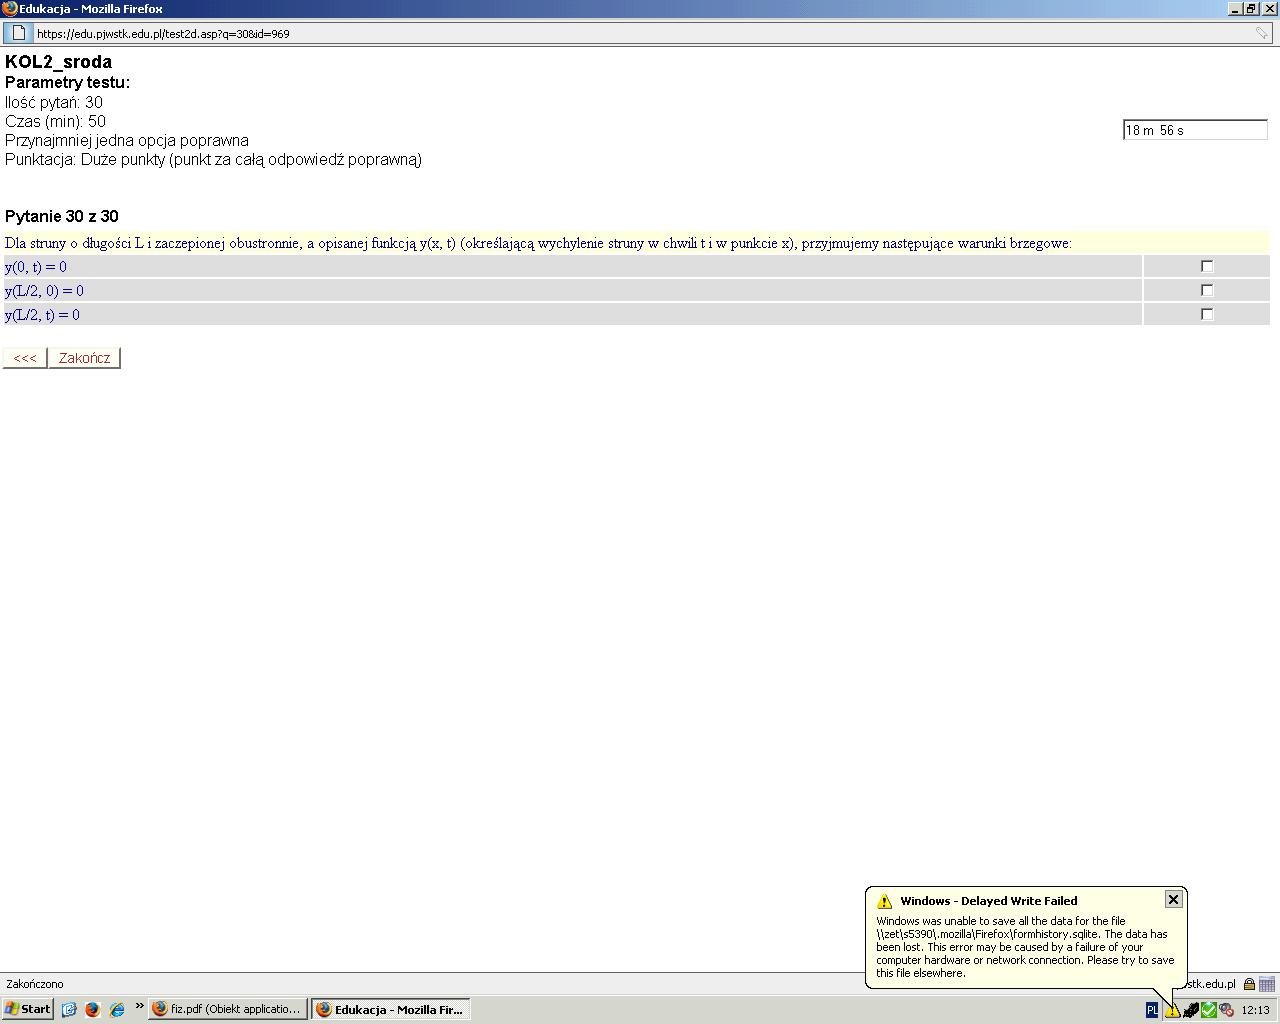 Edukacja - Mozilla Firefox
https://edu.pjwstk.edu.pl/test2d.asp?q=30&id=969
KOL2_sroda
Parametry testu:
Ilość pytań: 30
Czas (min): 50
Przynajmniej jedna opcja poprawna
Punktacja: Duże punkty (punkt za całą odpowiedź poprawną)
18 m 56 s
Pytanie 30 z 30
Dla struny o długości L i zaczepionej obustronnie, a opisanej funkcją y(x, t) (określającą wychylenie struny w chwili t i w punkcie x), przyjmujemy następujące warunki brzegowe:
y(0, t) = 0
y(L/2, 0) = 0
y(L/2, t) = 0
<<< Zakończ
Windows - Delayed Write Failed
Windows was unable to save all the data for the file
\\zet\s5390\.mozilla\Firefox\formhistory.sqlite. The data has
been lost. This error may be caused by a failure of your
computer hardware or network connection. Please try to save
this file elsewhere.
Zakończono
wstk.edu.pl
Start » fiz.pdf (Obiekt applicatio... Edukacja - Mozilla Fir... PL 12:13